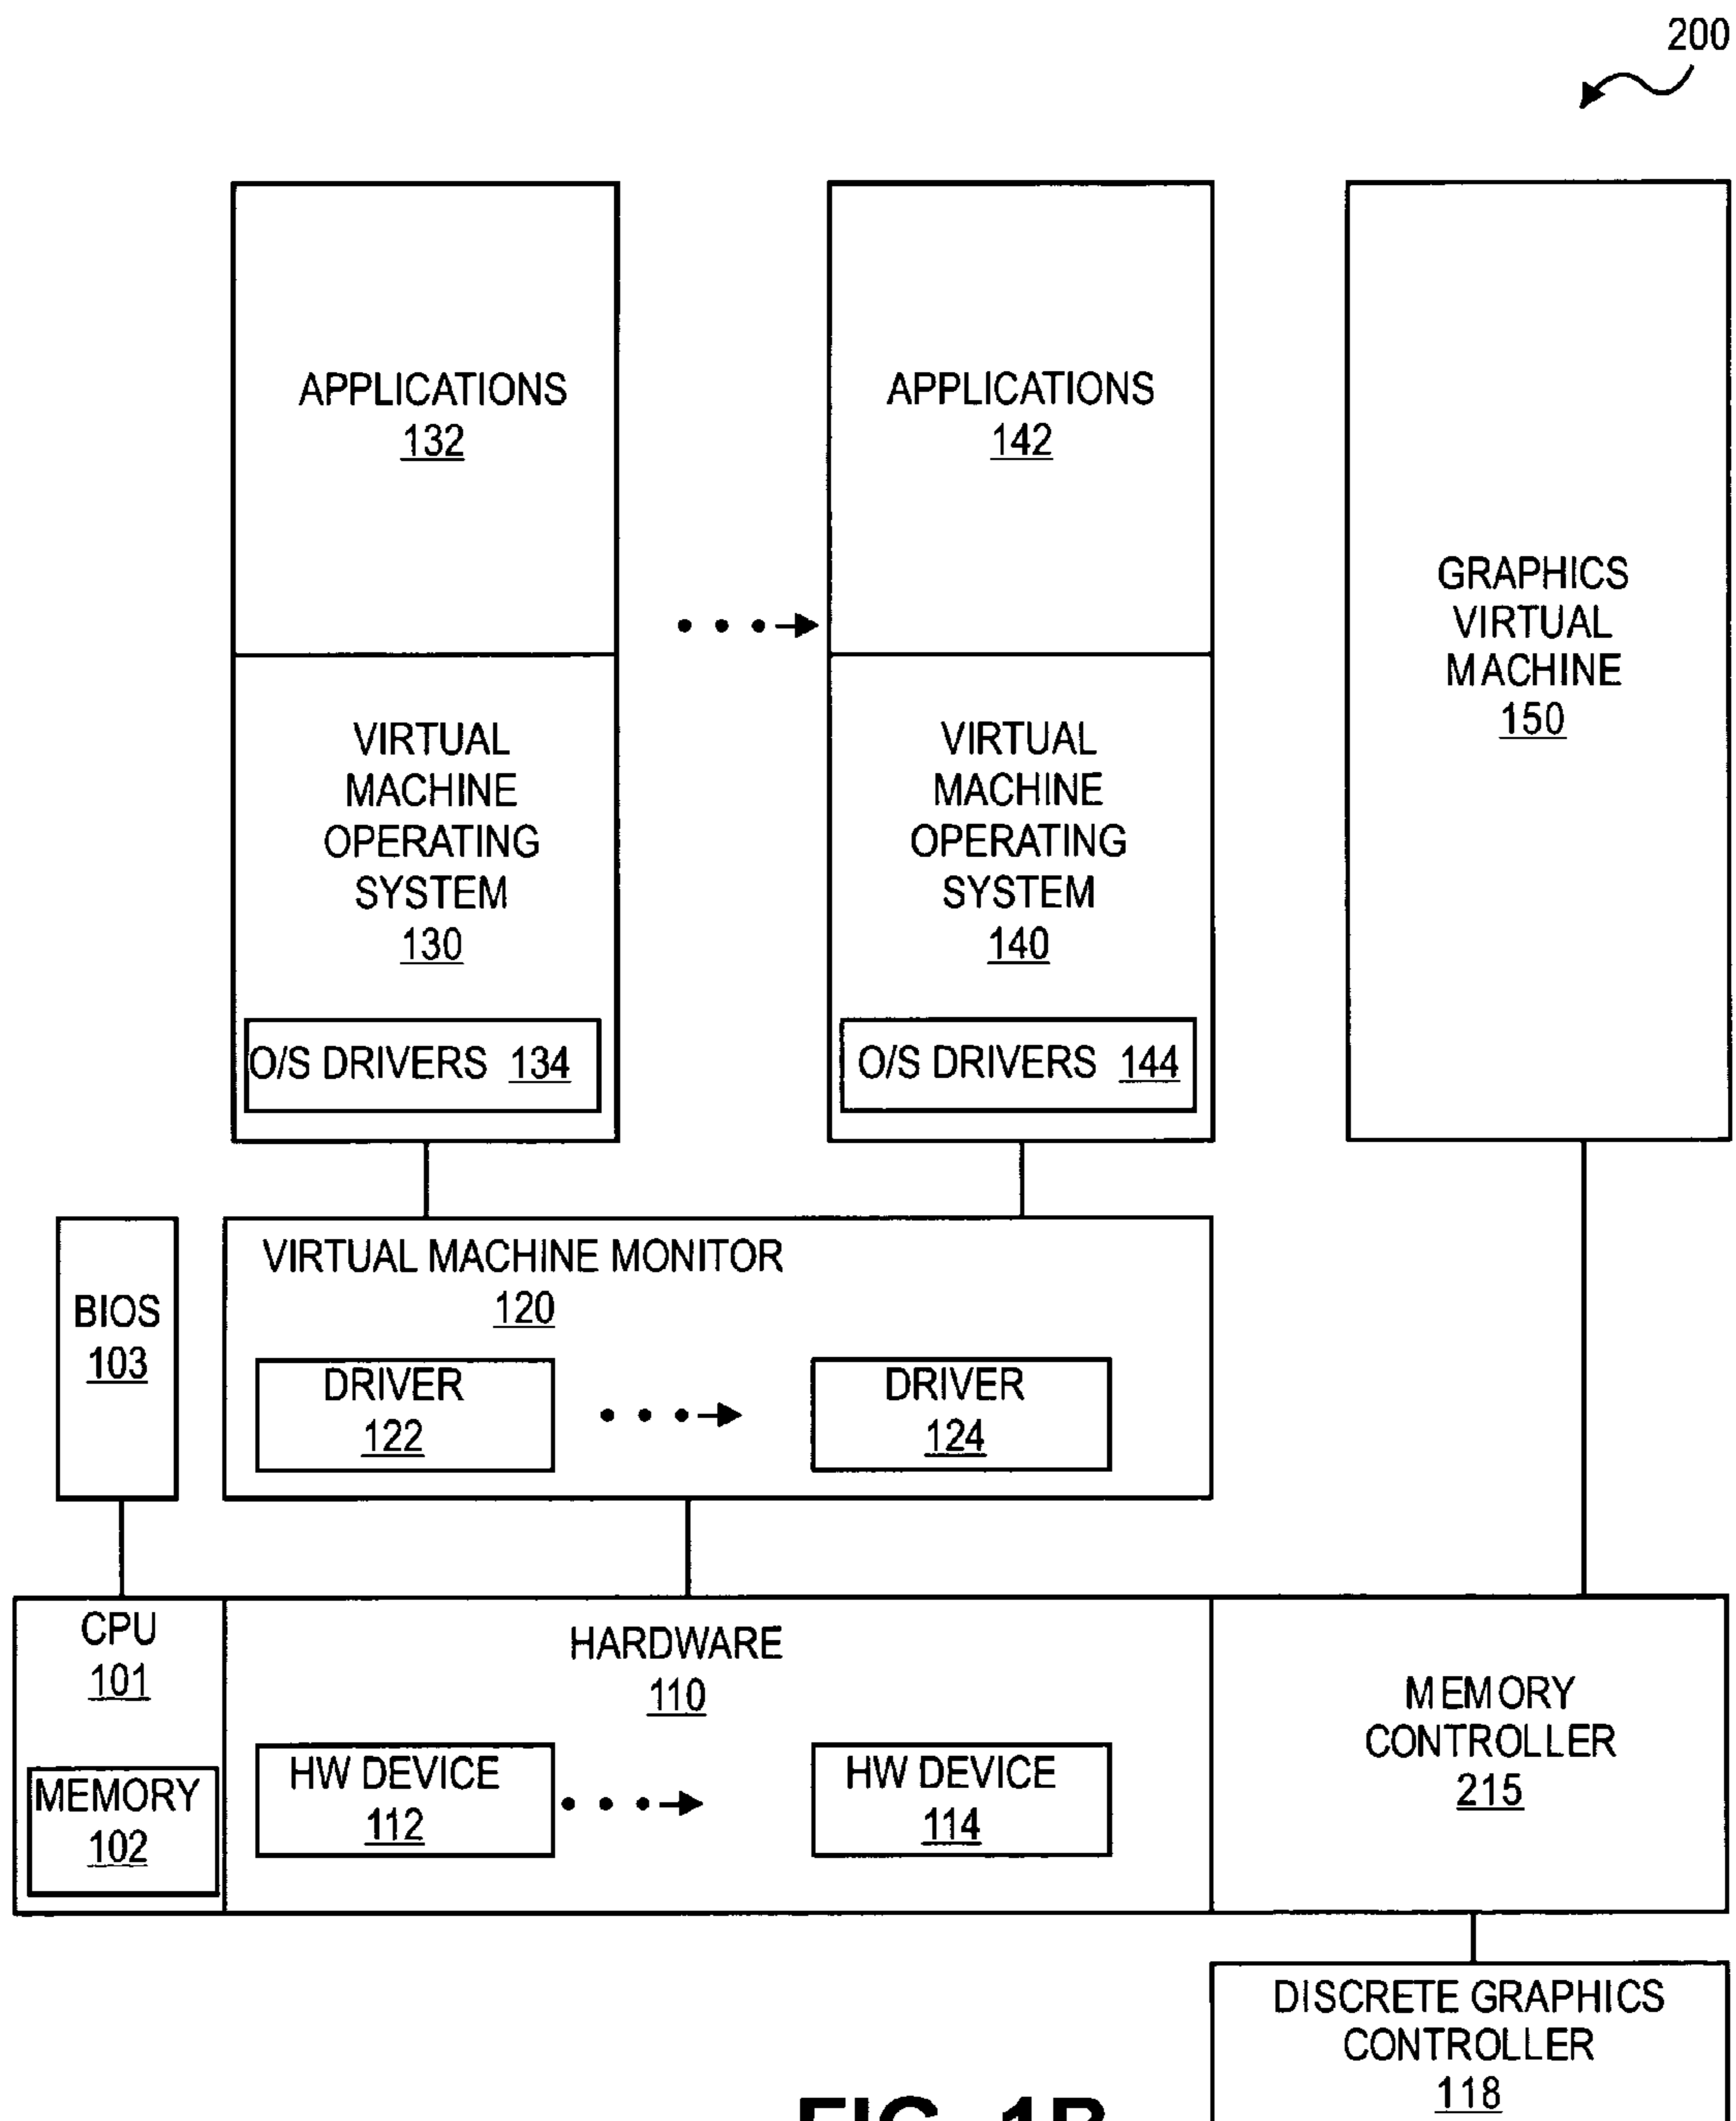 200
APPLICATIONS
132
APPLICATIONS
142
GRAPHICS
VIRTUAL
MACHINE
150
VIRTUAL
MACHINE
OPERATING
SYSTEM
130
O/S DRIVERS 134
VIRTUAL
MACHINE
OPERATING
SYSTEM
140
O/S DRIVERS 144
BIOS
103
VIRTUAL MACHINE MONITOR
120
DRIVER
122
DRIVER
124
CPU
101
MEMORY
102
HARDWARE
110
HW DEVICE
112
HW DEVICE
114
MEMORY
CONTROLLER
215
DISCRETE GRAPHICS
CONTROLLER
118
FIG. 1B